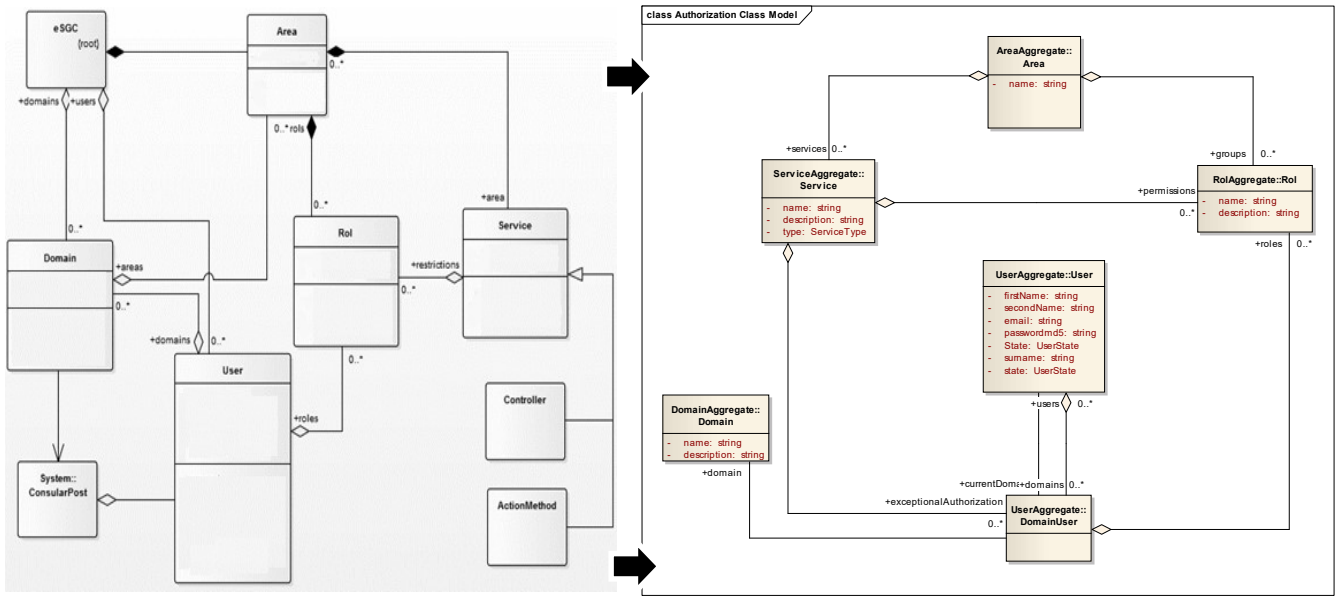 eSGC
(root)
Area
0..*
+domains
+users
0..*
rols
+area
0..*
0..*
Rol
Service
Domain
+areas
+restrictions
0..*
0..*
+domains
0..*
0..*
User
+roles
Controller
System::
ConsularPost
ActionMethod
class Authorization Class Model
AreaAggregate::
Area
- name: string
+services 0..*
+groups 0..*
ServiceAggregate::
Service
- name: string
- description: string
- type: ServiceType
+permissions
0..*
RolAggregate::Rol
- name: string
- description: string
+roles 0..*
UserAggregate::User
- firstName: string
- secondName: string
- email: string
- passwordmd5: string
- State: UserState
- surname: string
- state: UserState
+users 0..*
DomainAggregate::
Domain
- name: string
- description: string
+domain
+currentDoma
+domains 0..*
+exceptionalAuthorization
0..*
UserAggregate::
DomainUser